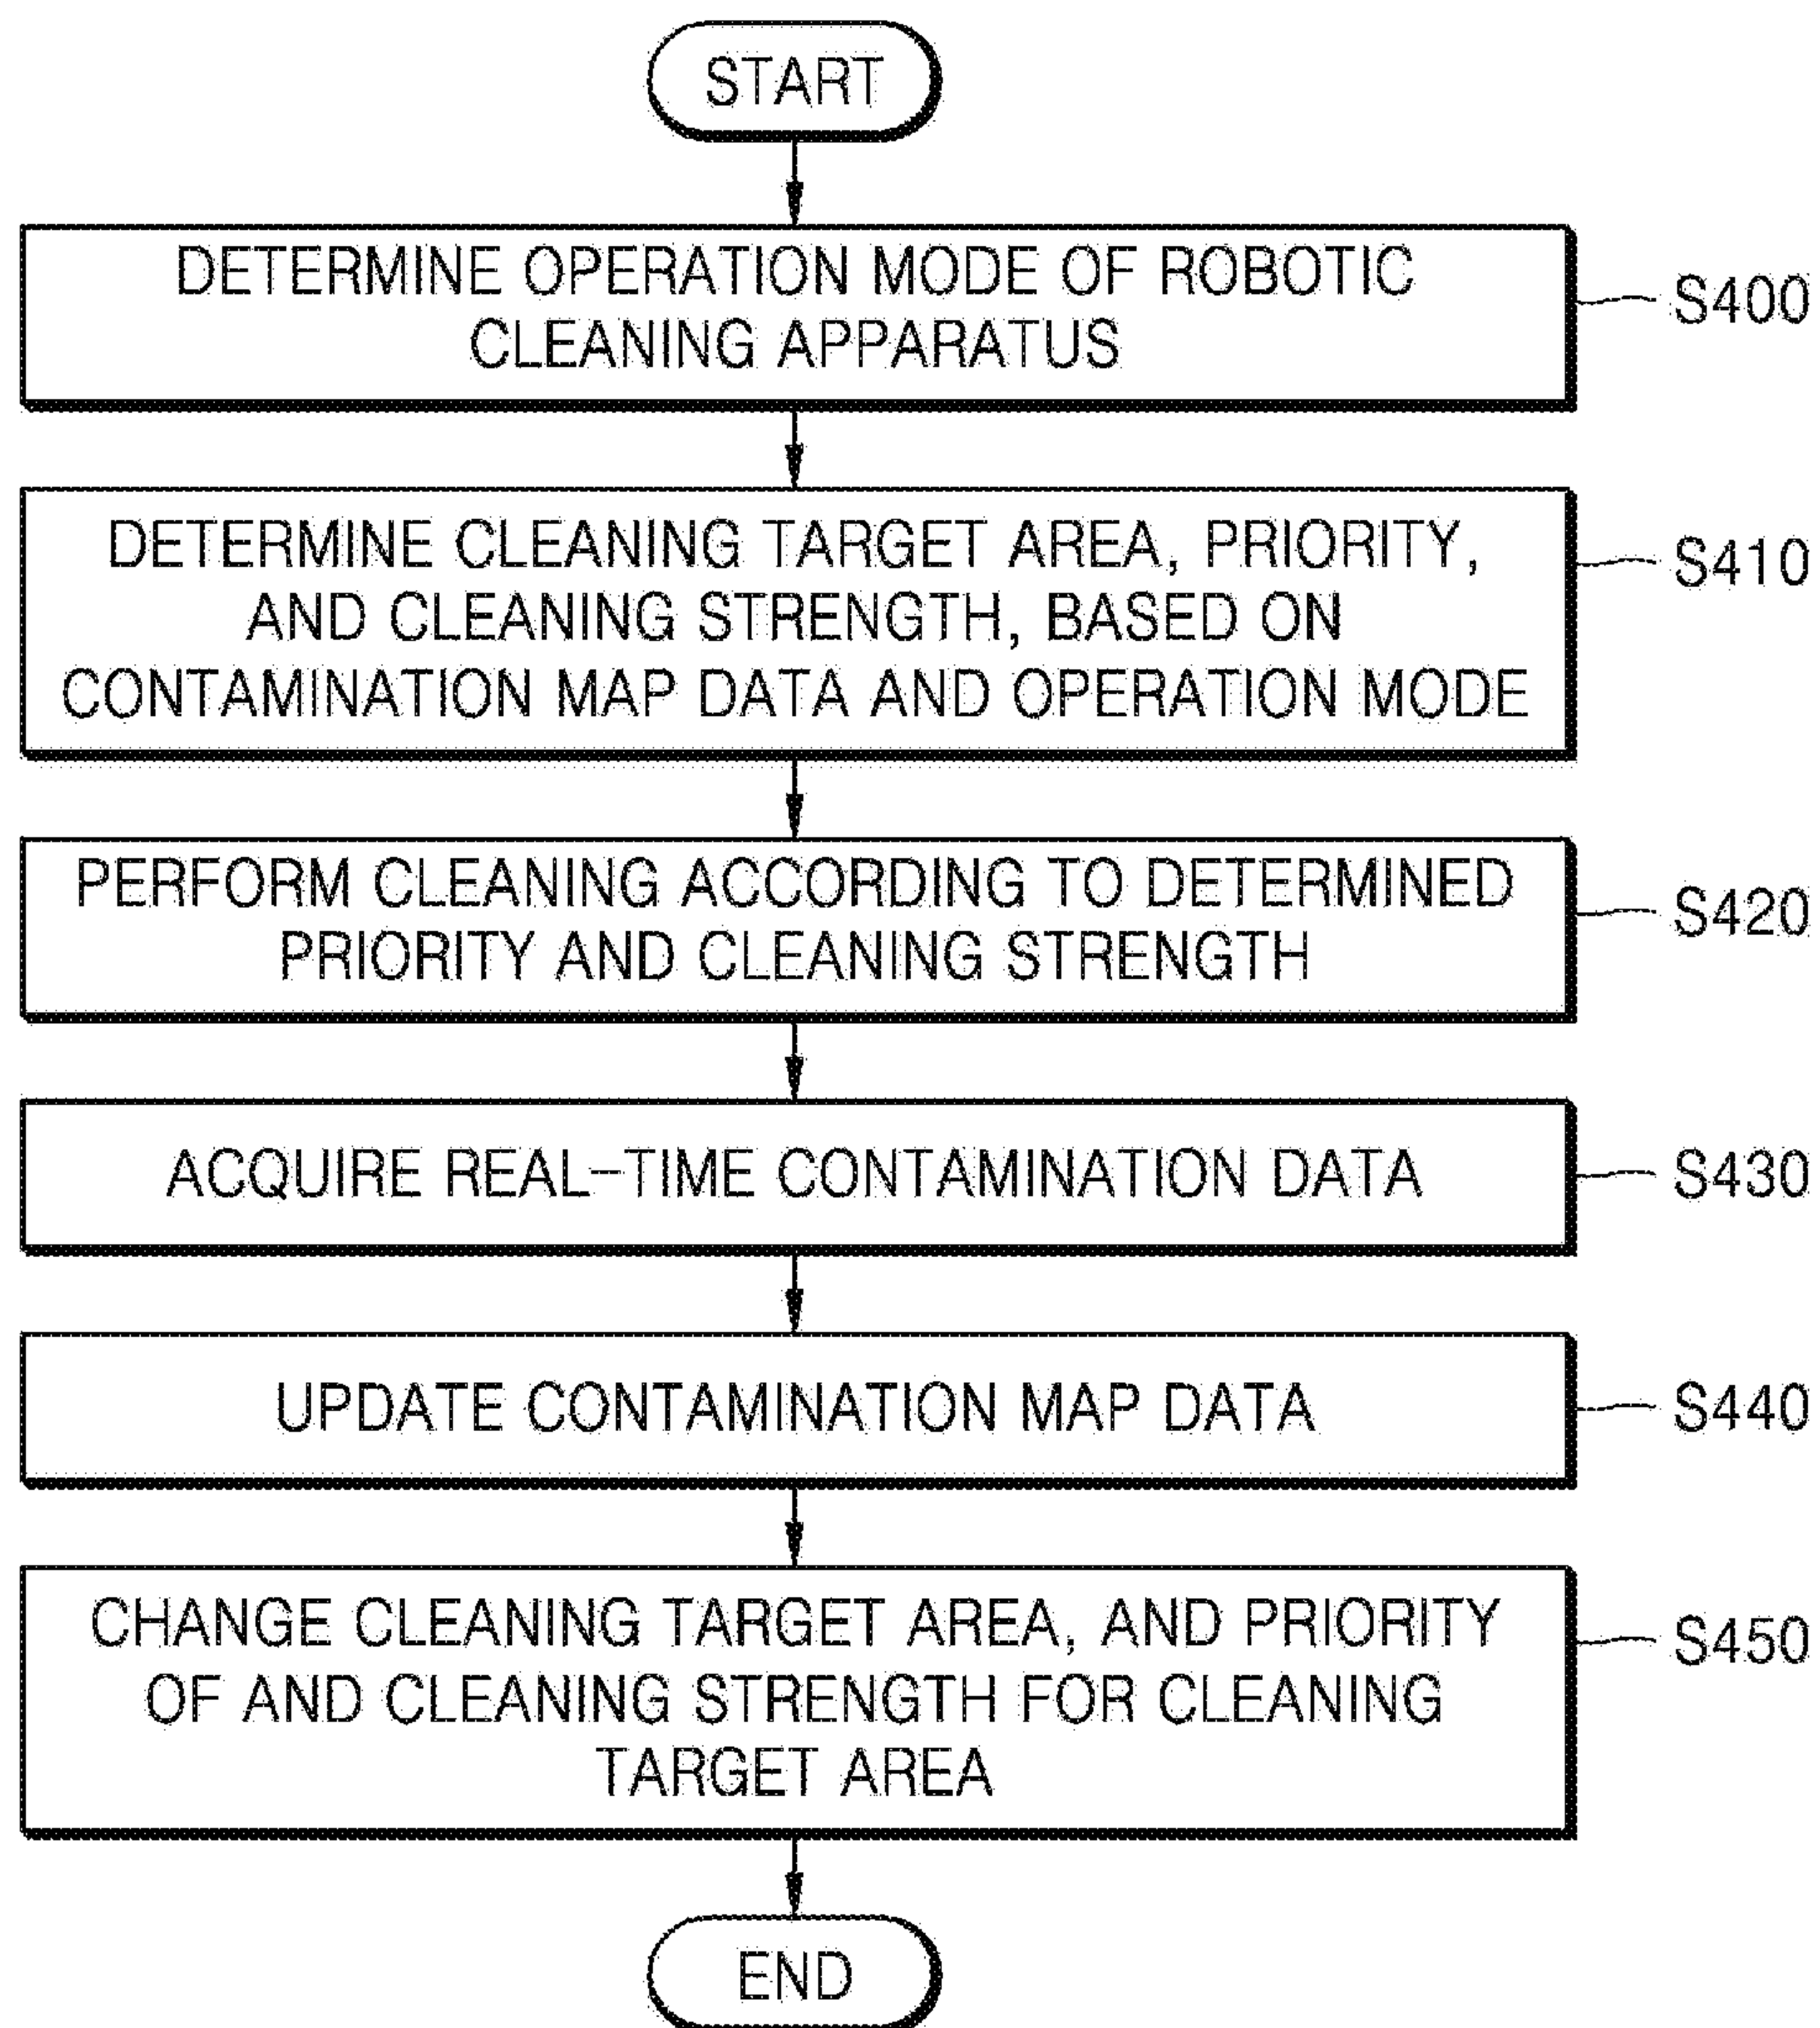 START
DETERMINE OPERATION MODE OF ROBOTIC
CLEANING APPARATUS
S400
DETERMINE CLEANING TARGET AREA, PRIORITY,
AND CLEANING STRENGTH, BASED ON
CONTAMINATION MAP DATA AND OPERATION MODE
S410
PERFORM CLEANING ACCORDING TO DETERMINED
PRIORITY AND CLEANING STRENGTH
S420
ACQUIRE REAL-TIME CONTAMINATION DATA
S430
UPDATE CONTAMINATION MAP DATA
S440
CHANGE CLEANING TARGET AREA, AND PRIORITY
OF AND CLEANING STRENGTH FOR CLEANING
TARGET AREA
S450
END